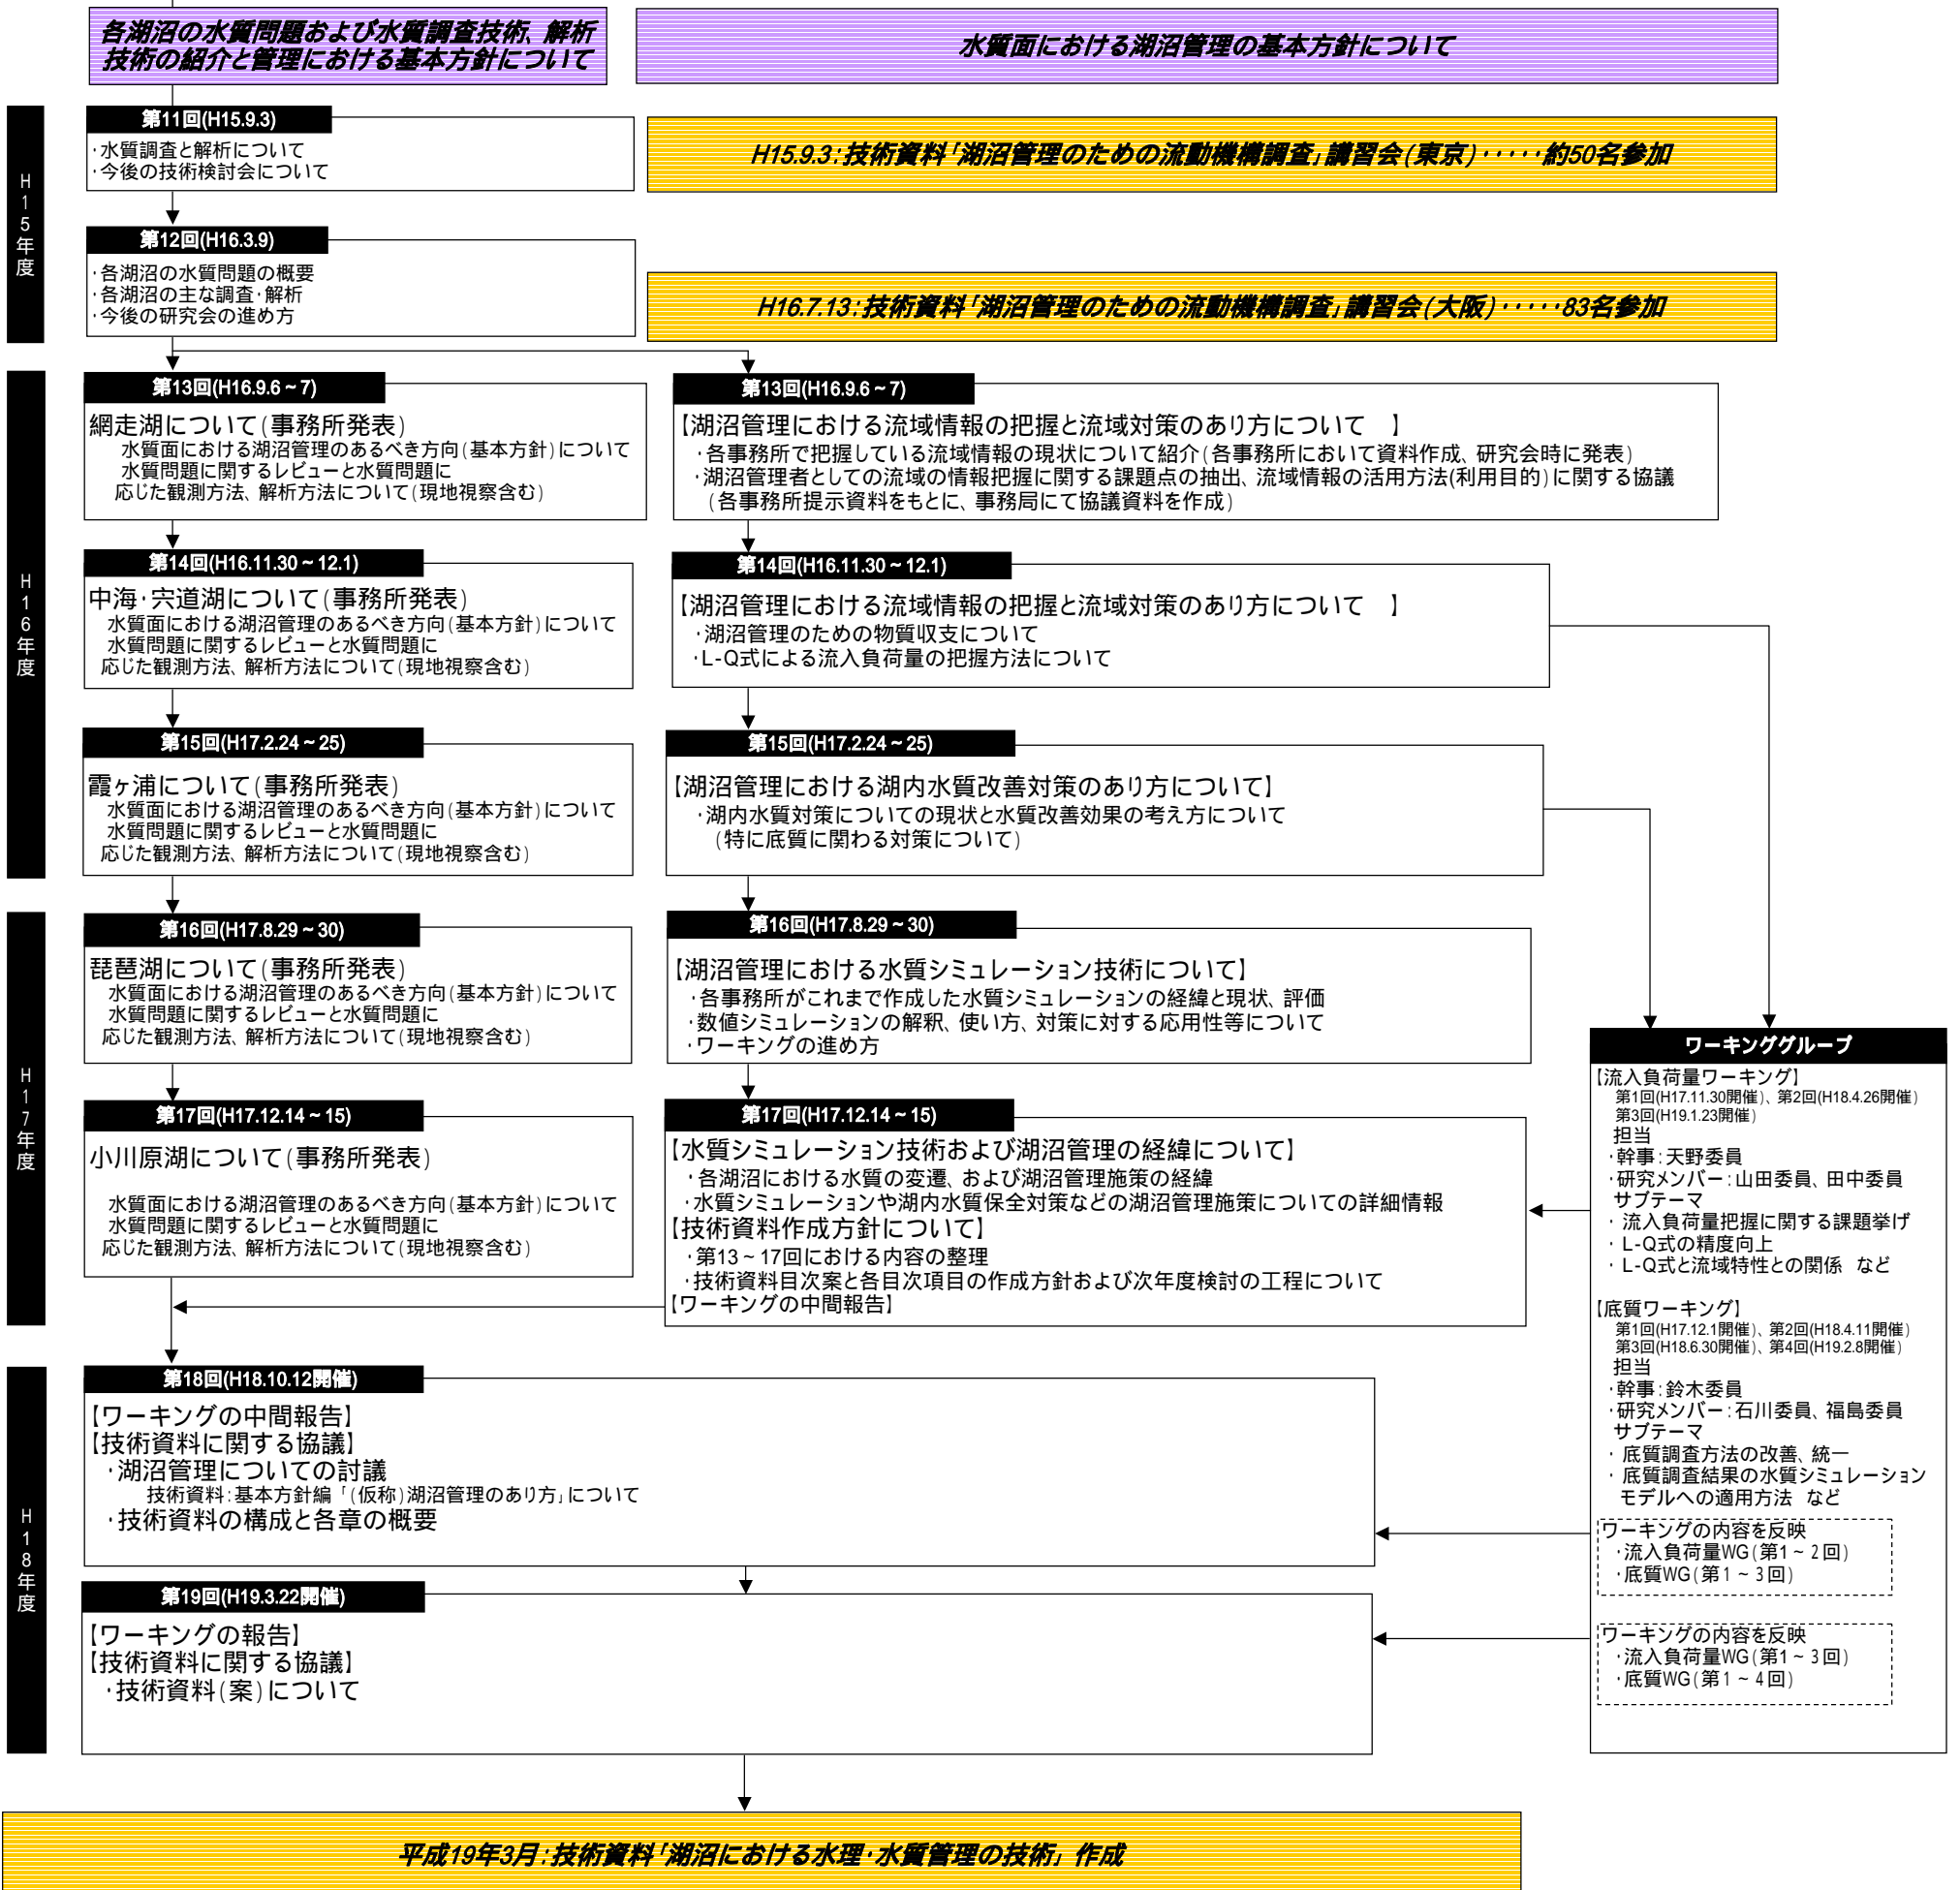 各湖沼の水質問題および水質調査技術、解析
技術の紹介と管理における基本方針について
水質面における湖沼管理の基本方針について
H15年度
第11回(H15.9.3)
・水質調査と解析について
・今後の技術検討会について
H15.9.3:技術資料「湖沼管理のための流動機構調査」講習会(東京)・・・・・約50名参加
第12回(H16.3.9)
・各湖沼の水質問題の概要
・各湖沼の主な調査・解析
・今後の研究会の進め方
H16.7.13:技術資料「湖沼管理のための流動機構調査」講習会(大阪)・・・・・83名参加
H16年度
第13回(H16.9.6~7)
網走湖について(事務所発表)
水質面における湖沼管理のあるべき方向(基本方針)について
水質問題に関するレビューと水質問題に
応じた観測方法、解析方法について(現地視察含む)
第13回(H16.9.6~7)
【湖沼管理における流域情報の把握と流域対策のあり方について　】
・各事務所で把握している流域情報の現状について紹介(各事務所において資料作成、研究会時に発表)
・湖沼管理者としての流域の情報把握に関する課題点の抽出、流域情報の活用方法(利用目的)に関する協議
(各事務所提示資料をもとに、事務局にて協議資料を作成)
第14回(H16.11.30~12.1)
中海・宍道湖について(事務所発表)
水質面における湖沼管理のあるべき方向(基本方針)について
水質問題に関するレビューと水質問題に
応じた観測方法、解析方法について(現地視察含む)
第14回(H16.11.30~12.1)
【湖沼管理における流域情報の把握と流域対策のあり方について　】
・湖沼管理のための物質収支について
・L-Q式による流入負荷量の把握方法について
第15回(H17.2.24~25)
霞ヶ浦について(事務所発表)
水質面における湖沼管理のあるべき方向(基本方針)について
水質問題に関するレビューと水質問題に
応じた観測方法、解析方法について(現地視察含む)
第15回(H17.2.24~25)
【湖沼管理における湖内水質改善対策のあり方について】
・湖内水質対策についての現状と水質改善効果の考え方について
(特に底質に関わる対策について)
H17年度
第16回(H17.8.29~30)
琵琶湖について(事務所発表)
水質面における湖沼管理のあるべき方向(基本方針)について
水質問題に関するレビューと水質問題に
応じた観測方法、解析方法について(現地視察含む)
第16回(H17.8.29~30)
【湖沼管理における水質シミュレーション技術について】
・各事務所がこれまで作成した水質シミュレーションの経緯と現状、評価
・数値シミュレーションの解釈、使い方、対策に対する応用性等について
・ワーキングの進め方
第17回(H17.12.14~15)
小川原湖について(事務所発表)
水質面における湖沼管理のあるべき方向(基本方針)について
水質問題に関するレビューと水質問題に
応じた観測方法、解析方法について(現地視察含む)
第17回(H17.12.14~15)
【水質シミュレーション技術および湖沼管理の経緯について】
・各湖沼における水質の変遷、および湖沼管理施策の経緯
・水質シミュレーションや湖内水質保全対策などの湖沼管理施策についての詳細情報
【技術資料作成方針について】
・第13~17回における内容の整理
・技術資料目次案と各目次項目の作成方針および次年度検討の工程について
【ワーキングの中間報告】
ワーキンググループ
【流入負荷量ワーキング】
第1回(H17.11.30開催)、第2回(H18.4.26開催)
第3回(H19.1.23開催)
担当
・幹事:天野委員
・研究メンバー:山田委員、田中委員
サブテーマ
・ 流入負荷量把握に関する課題挙げ
・ L-Q式の精度向上
・ L-Q式と流域特性との関係 など
【底質ワーキング】
第1回(H17.12.1開催)、第2回(H18.4.11開催)
第3回(H18.6.30開催)、第4回(H19.2.8開催)
担当
・幹事:鈴木委員
・研究メンバー:石川委員、福島委員
サブテーマ
・ 底質調査方法の改善、統一
・ 底質調査結果の水質シミュレーション
モデルへの適用方法 など
ワーキングの内容を反映
・流入負荷量WG(第1~2回)
・底質WG(第1~3回)
ワーキングの内容を反映
・流入負荷量WG(第1~3回)
・底質WG(第1~4回)
H18年度
第18回(H18.10.12開催)
【ワーキングの中間報告】
【技術資料に関する協議】
・湖沼管理についての討議
技術資料:基本方針編「(仮称)湖沼管理のあり方」について
・技術資料の構成と各章の概要
第19回(H19.3.22開催)
【ワーキングの報告】
【技術資料に関する協議】
・技術資料(案)について
平成19年3月:技術資料「湖沼における水理・水質管理の技術」作成